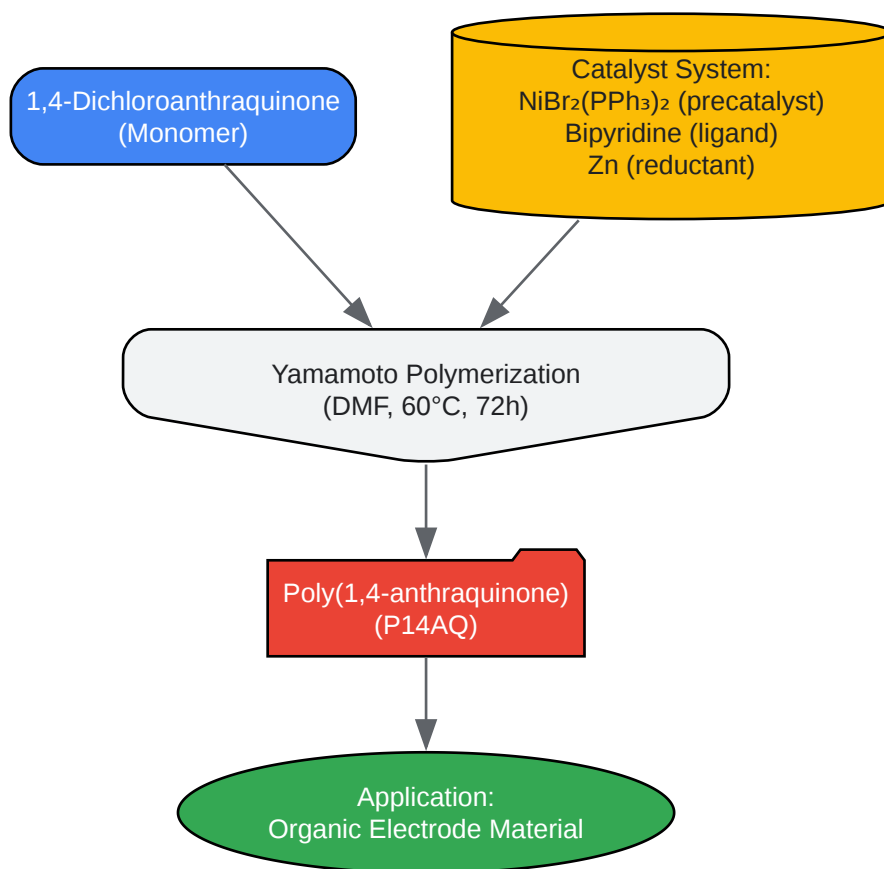 1,4-Dichloroanthraquinone
(Monomer)
Catalyst System:
NiBr₂(PPh₃)₂ (precatalyst)
Bipyridine (ligand)
Zn (reductant)
Yamamoto Polymerization
(DMF, 60°C, 72h)
Poly(1,4-anthraquinone)
(P14AQ)
Application:
Organic Electrode Material